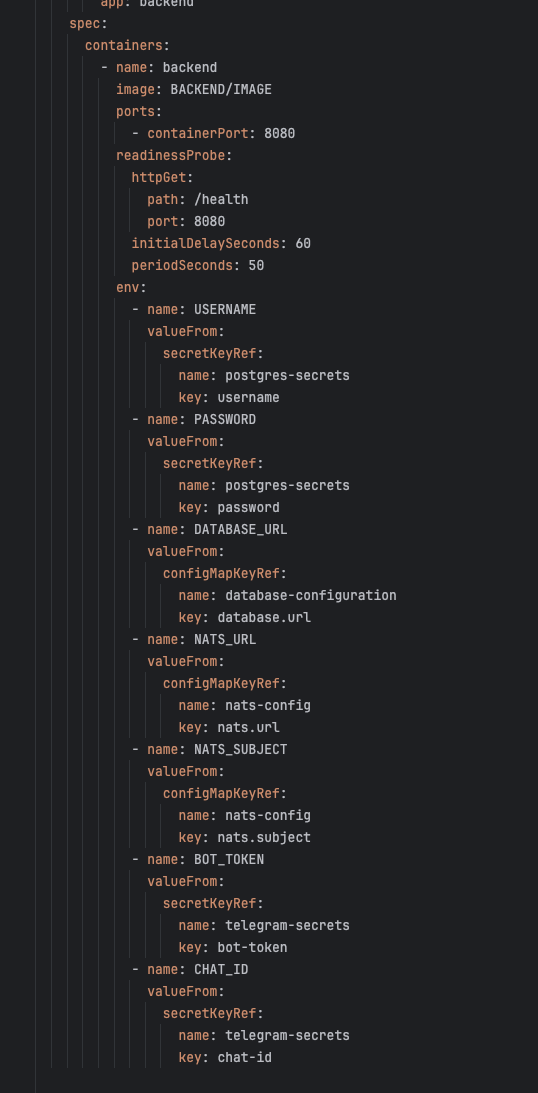 app: backend
spec:
containers:
- name: backend
image: BACKEND/IMAGE
ports:
- containerPort: 8080
readinessProbe:
httpGet:
path: /health
port: 8080
initialDelaySeconds: 60
periodSeconds: 50
env:
- name: USERNAME
valueFrom:
secretKeyRef:
name: postgres-secrets
key: username
- name: PASSWORD
valueFrom:
secretKeyRef:
name: postgres-secrets
key: password
- name: DATABASE_URL
valueFrom:
configMapKeyRef:
name: database-configuration
key: database.url
- name: NATS_URL
valueFrom:
configMapKeyRef:
name: nats-config
key: nats.url
- name: NATS_SUBJECT
valueFrom:
configMapKeyRef:
name: nats-config
key: nats.subject
- name: BOT_TOKEN
valueFrom:
secretKeyRef:
name: telegram-secrets
key: bot-token
- name: CHAT_ID
valueFrom:
secretKeyRef:
name: telegram-secrets
key: chat-id